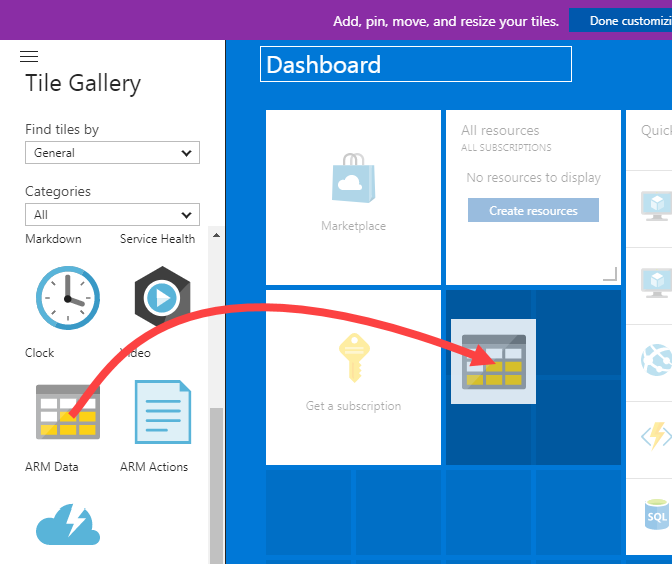 Add, pin, move, and resize your tiles.
Done customizi
Tile Gallery
Find tiles by
General
Categories
All
Markdown
Service Health
Clock
Video
ARM Data
ARM Actions
Dashboard
Marketplace
All resources
ALL SUBSCRIPTIONS
No resources to display
Create resources
Get a subscription
Quick
SQL